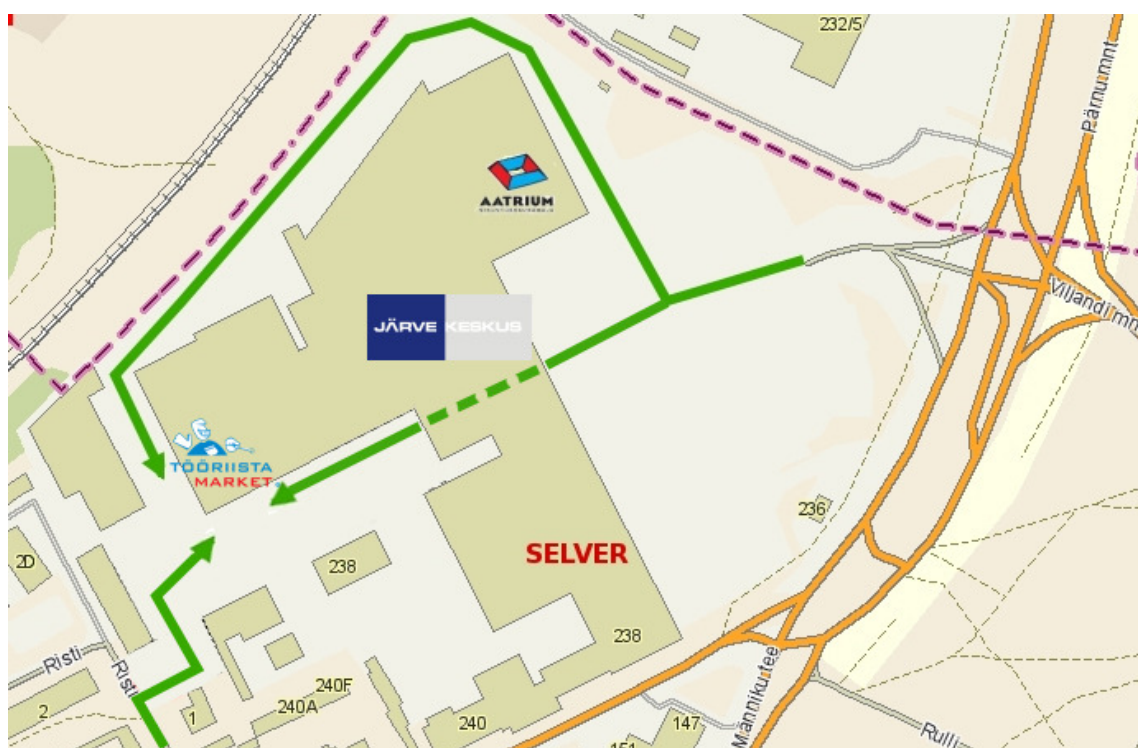 232/5
Pärnu mnt
AATRIUM
Viljandi mnt
JÄRVE KESKUS
TÖÖRIISTA
MARKET
236
SELVER
2D
238
238
Risti
Risti
Männiku tee
240F
240A
2
1
240
147
151
Rulli